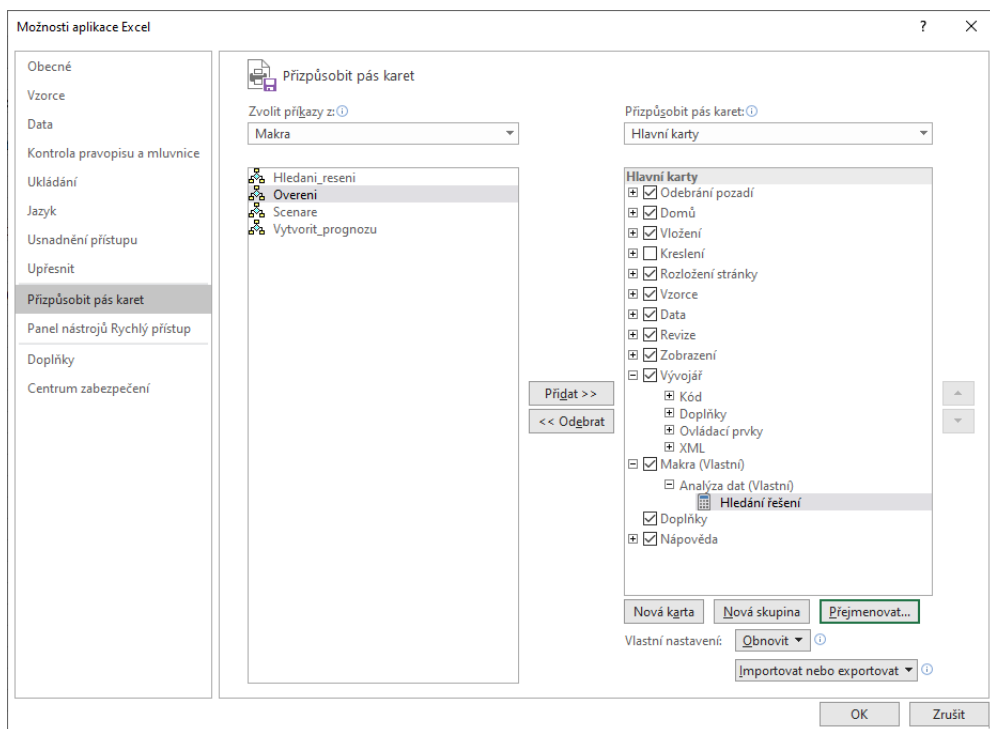 Možnosti aplikace Excel
Obecné
Vzorce
Data
Kontrola pravopisu a mluvnice
Ukládání
Jazyk
Usnadnění přístupu
Upřesnit
Přizpůsobit pás karet
Panel nástrojů Rychlý přístup
Doplňky
Centrum zabezpečení
Přizpůsobit pás karet
Zvolit příkazy z:
Makra
Hledani_reseni
Overeni
Scenare
Vytvorit_prognozu
Přidat >>
<< Odebrat
Přizpůsobit pás karet:
Hlavní karty
Hlavní karty
Odebrání pozadí
Domů
Vložení
Kreslení
Rozložení stránky
Vzorce
Data
Revize
Zobrazení
Vývojář
Kód
Doplňky
Ovládací prvky
XML
Makra (Vlastní)
Analýza dat (Vlastní)
Hledání řešení
Doplňky
Nápověda
Nová karta
Nová skupina
Přejmenovat...
Vlastní nastavení:
Obnovit
Importovat nebo exportovat
OK
Zrušit